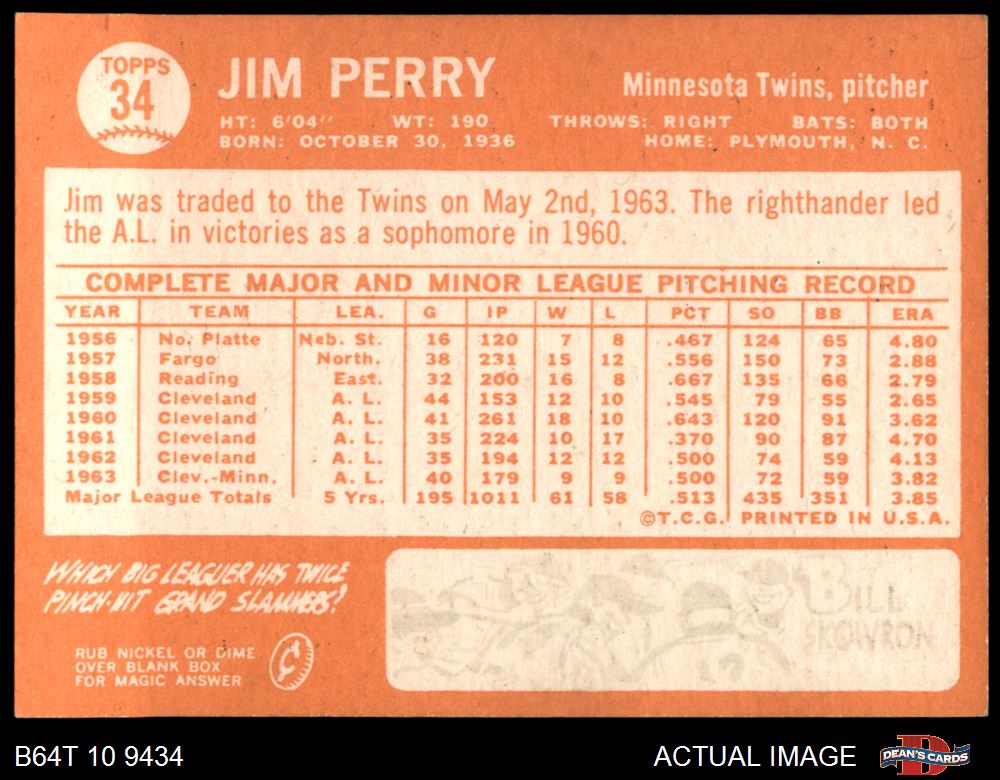 TOPPS
34
JIM PERRY
Minnesota Twins, pitcher
HT: 6'04" WT: 190 THROWS: RIGHT BATS: BOTH
BORN: OCTOBER 30, 1936 HOME: PLYMOUTH, N. C.
Jim was traded to the Twins on May 2nd, 1963. The righthander led
the A.L. in victories as a sophomore in 1960.
COMPLETE MAJOR AND MINOR LEAGUE PITCHING RECORD
YEAR TEAM LEA. G IP W L PCT SO BB ERA
1956 No. Platte Neb. St. 16 120 7 8 .467 124 65 4.80
1957 Fargo North. 38 231 15 12 .556 150 73 2.88
1958 Reading East. 32 200 16 8 .667 135 66 2.79
1959 Cleveland A. L. 44 153 12 10 .545 79 55 2.65
1960 Cleveland A. L. 41 261 18 10 .643 120 91 3.62
1961 Cleveland A. L. 35 224 10 17 .370 90 87 4.70
1962 Cleveland A. L. 35 194 12 12 .500 74 59 4.13
1963 Clev.-Minn. A. L. 40 179 9 9 .500 72 59 3.82
Major League Totals 5 Yrs. 195 1011 61 58 .513 435 351 3.85
©T.C.G. PRINTED IN U.S.A.
WHICH BIG LEAGUER HAS TWICE
PINCH-HIT GRAND SLAMMERS?
RUB NICKEL OR DIME
OVER BLANK BOX
FOR MAGIC ANSWER
BILL
SKOWRON
B64T 10 9434
ACTUAL IMAGE
D
DEAN'S CARDS